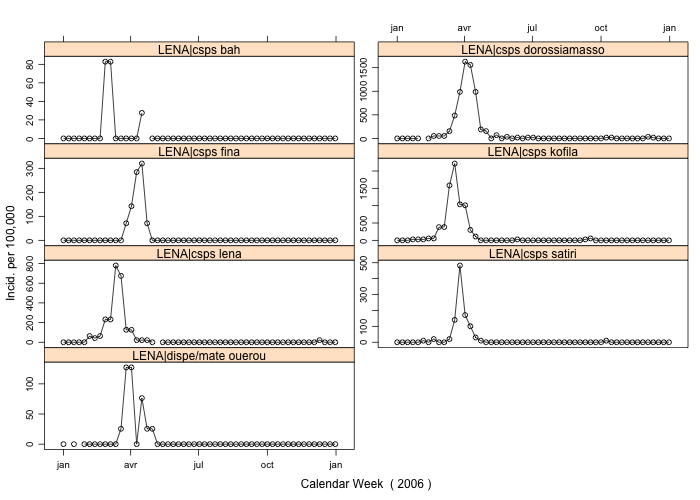 jan avr jul oct jan
LENA|csps bah
0 20 40 60 80
LENA|csps dorossiamasso
0 500 1000 1500
LENA|csps fina
0 100 200 300
LENA|csps kofila
0 500 1500
LENA|csps lena
0 200 400 600 800
LENA|csps satiri
0 100 300 500
LENA|dispe/mate ouerou
0 50 100
jan avr jul oct jan
Incid. per 100,000
Calendar Week ( 2006 )